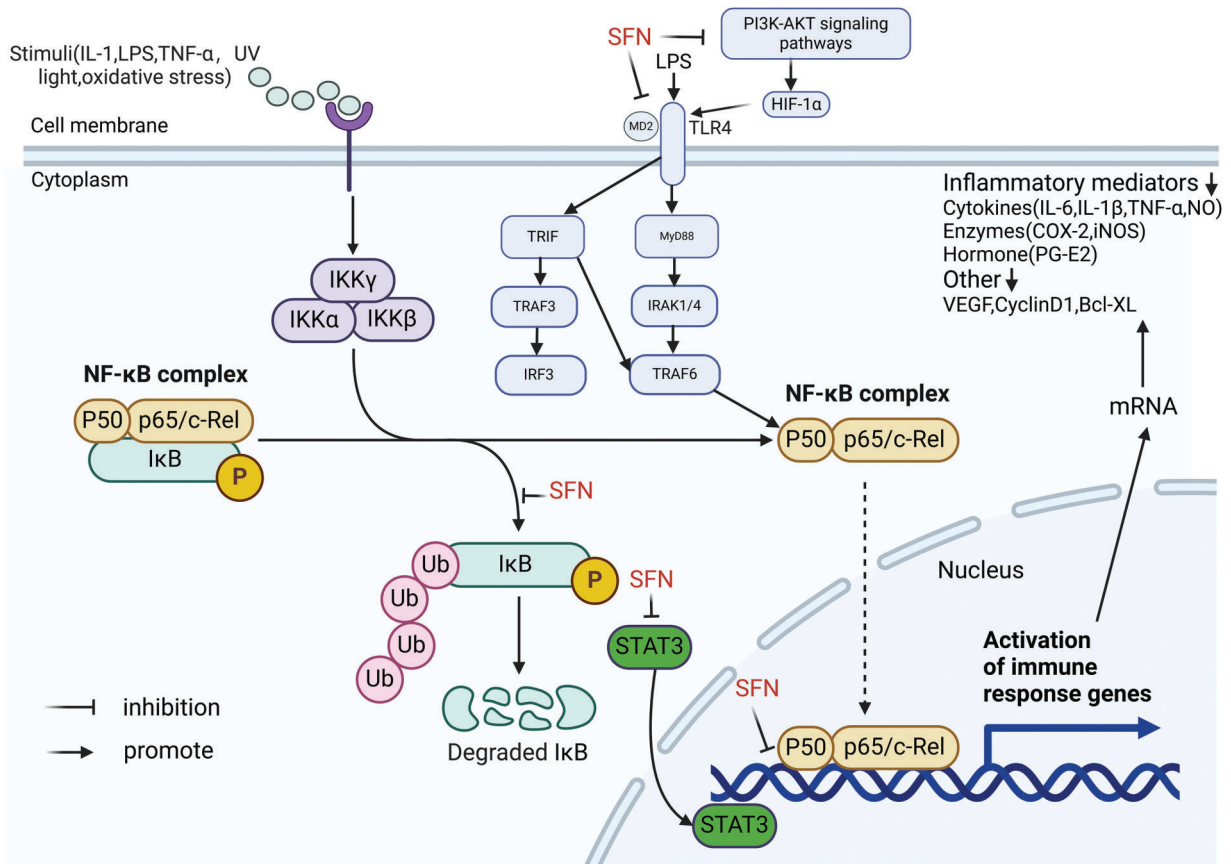 Stimuli(IL-1,LPS,TNF-α, UV
light,oxidative stress)
Cell membrane
Cytoplasm
SFN
LPS
PI3K-AKT signaling
pathways
HIF-1α
MD2
TLR4
TRIF
MyD88
TRAF3
IRAK1/4
IRF3
TRAF6
Inflammatory mediators
Cytokines(IL-6,IL-1β,TNF-α,NO)
Enzymes(COX-2,iNOS)
Hormone(PG-E2)
Other
VEGF,CyclinD1,Bcl-XL
mRNA
IKKγ
IKKα
IKKβ
NF-κB complex
P50
p65/c-Rel
IκB
P
NF-κB complex
P50
p65/c-Rel
SFN
Ub
IκB
P
Ub
Ub
Ub
Degraded IκB
SFN
STAT3
Nucleus
Activation
of immune
response genes
SFN
P50
p65/c-Rel
STAT3
inhibition
promote